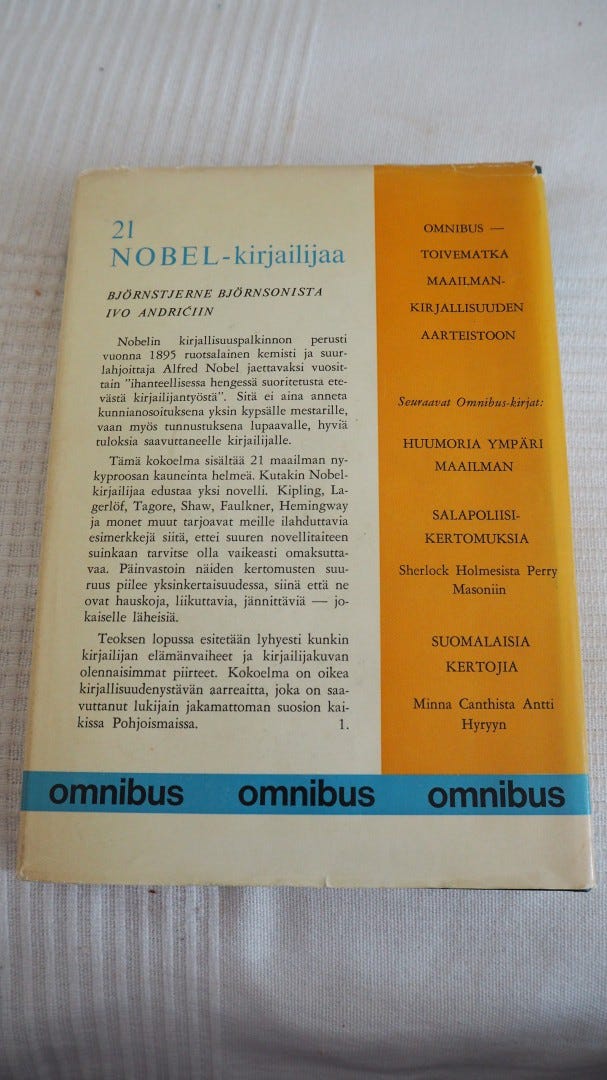 21
NOBEL-kirjailijaa
BJÖRNSTJERNE BJÖRNSONISTA
IVO ANDRIĆIIN
Nobelin kirjallisuuspalkinnon perusti
vuonna 1895 ruotsalainen kemisti ja suur-
lahjoittaja Alfred Nobel jaettavaksi vuosit-
tain "ihanteellisessa hengessä suoritetusta ete-
västä kirjailijantyöstä". Sitä ei aina anneta
kunnianosoituksena yksin kypsälle mestarille,
vaan myös tunnustuksena lupaavalle, hyviä
tuloksia saavuttaneelle kirjailijalle.
Tämä kokoelma sisältää 21 maailman ny-
kyproosan kauneinta helmeä. Kutakin Nobel-
kirjailijaa edustaa yksi novelli. Kipling, La-
gerlöf, Tagore, Shaw, Faulkner, Hemingway
ja monet muut tarjoavat meille ilahduttavia
esimerkkejä siitä, ettei suuren novellitaiteen
suinkaan tarvitse olla vaikeasti omaksutta-
vaa. Päinvastoin näiden kertomusten suu-
ruus piilee yksinkertaisuudessa, siinä että ne
ovat hauskoja, liikuttavia, jännittäviä — jo-
kaiselle läheisiä.
Teoksen lopussa esitetään lyhyesti kunkin
kirjailijan elämänvaiheet ja kirjailijakuvan
olennaisimmat piirteet. Kokoelma on oikea
kirjallisuudenystävän aarreaitta, joka on saa-
vuttanut lukijain jakamattoman suosion kai-
kissa Pohjoismaissa. 1.
OMNIBUS —
TOIVEMATKA
MAAILMAN-
KIRJALLISUUDEN
AARTEISTOON
Seuraavat Omnibus-kirjat:
HUUMORIA YMPÄRI
MAAILMAN
SALAPOLIISI-
KERTOMUKSIA
Sherlock Holmesista Perry
Masoniin
SUOMALAISIA
KERTOJIA
Minna Canthista Antti
Hyryyn
omnibus omnibus omnibus